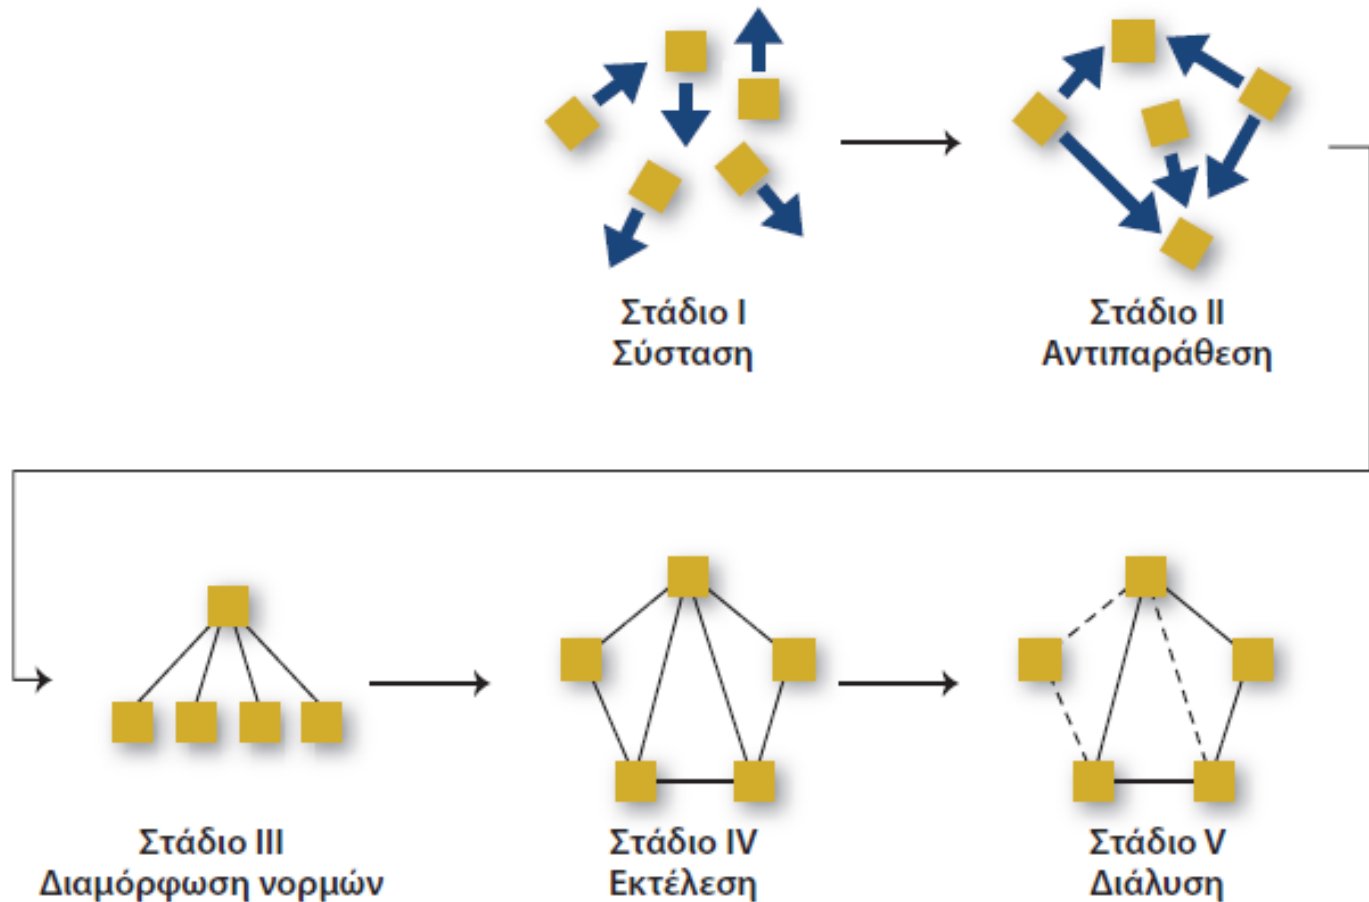 Στάδιο I
Σύσταση
Στάδιο II
Αντιπαράθεση
Στάδιο III
Διαμόρφωση νορμών
Στάδιο IV
Εκτέλεση
Στάδιο V
Διάλυση